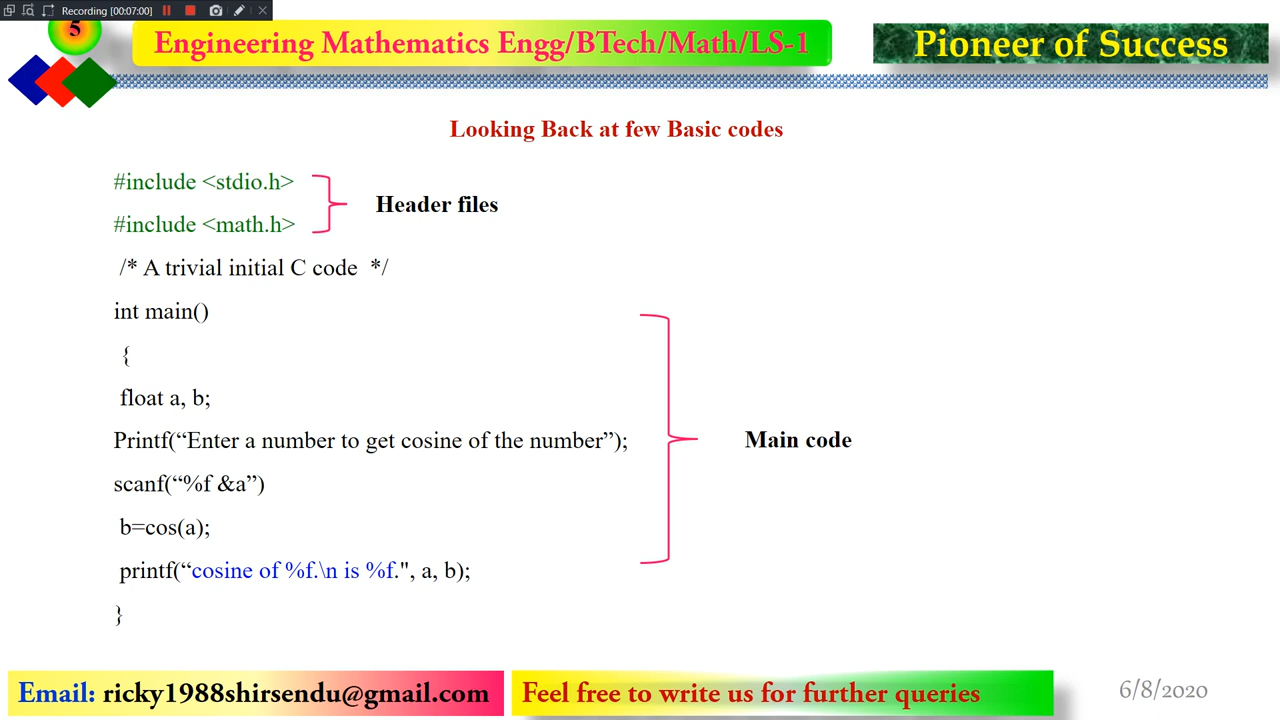 Recording [00:07:00]
5
Engineering Mathematics Engg/BTech/Math/LS-1
Pioneer of Success
Looking Back at few Basic codes
#include <stdio.h>
#include <math.h>
Header files
/* A trivial initial C code */
int main()
{
float a, b;
Printf(“Enter a number to get cosine of the number”);
Main code
scanf(“%f &a”)
b=cos(a);
printf(“cosine of %f.\n is %f.", a, b);
}
Email: ricky1988shirsendu@gmail.com
Feel free to write us for further queries
6/8/2020